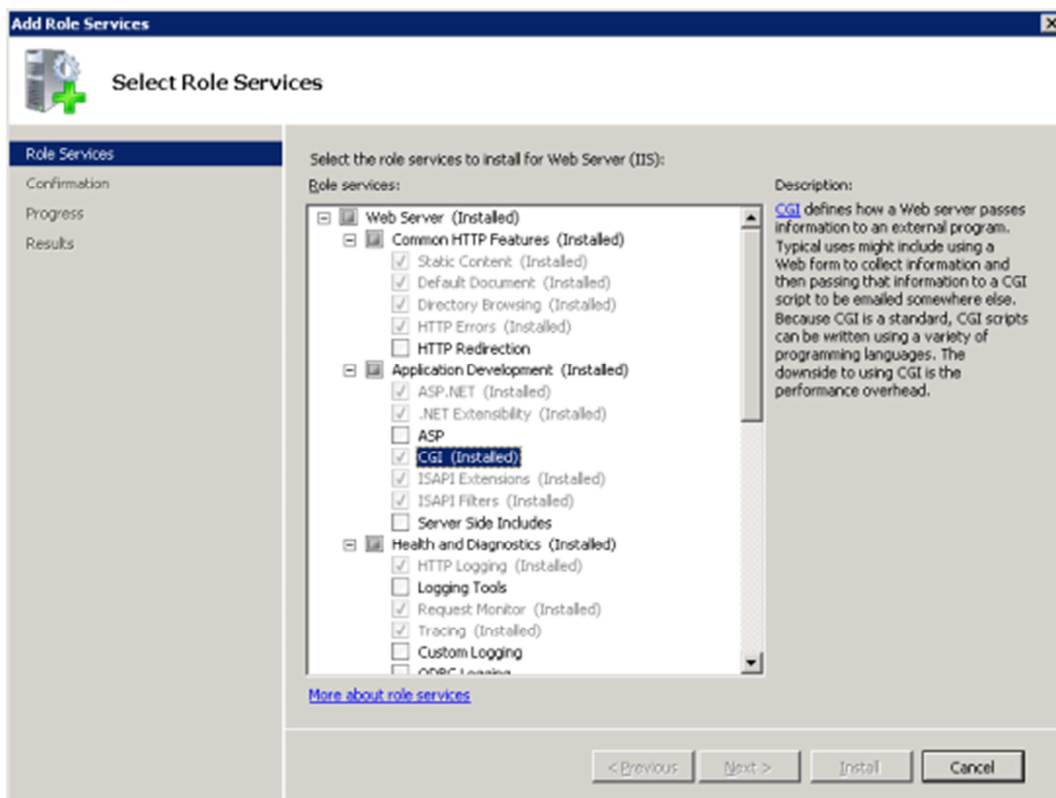 Add Role Services
Select Role Services
Role Services
Confirmation
Progress
Results
Select the role services to install for Web Server (IIS):
Role services:
Web Server (Installed)
Common HTTP Features (Installed)
Static Content (Installed)
Default Document (Installed)
Directory Browsing (Installed)
HTTP Errors (Installed)
HTTP Redirection
Application Development (Installed)
ASP.NET (Installed)
.NET Extensibility (Installed)
ASP
CGI (Installed)
ISAPI Extensions (Installed)
ISAPI Filters (Installed)
Server Side Includes
Health and Diagnostics (Installed)
HTTP Logging (Installed)
Logging Tools
Request Monitor (Installed)
Tracing (Installed)
Custom Logging
ODBC Logging
More about role services
Description:
CGI defines how a Web server passes
information to an external program.
Typical uses might include using a
Web form to collect information and
then passing that information to a CGI
script to be emailed somewhere else.
Because CGI is a standard, CGI scripts
can be written using a variety of
programming languages. The
downside to using CGI is the
performance overhead.
< Previous
Next >
Install
Cancel